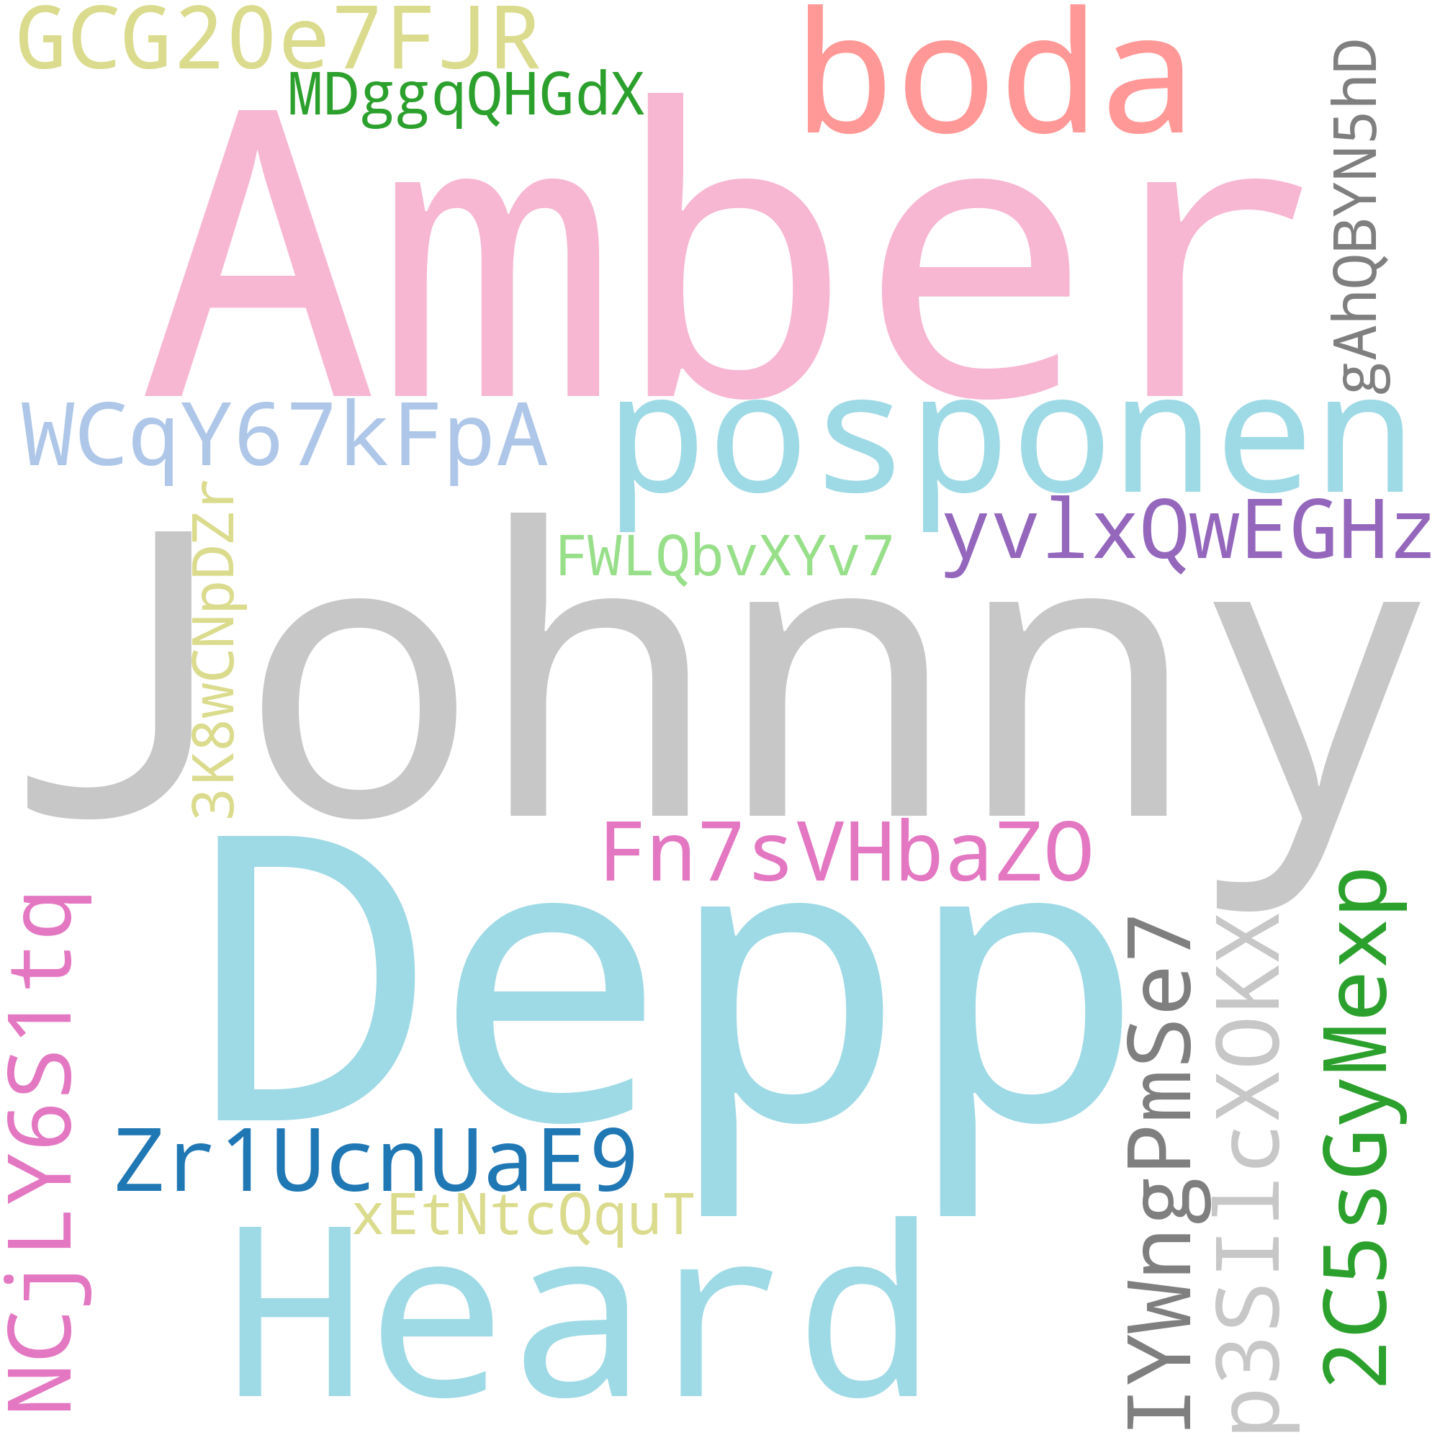 GCG20e7FJR
boda
MDggqQHGdX
gAhQBYN5hD
Amber
WCqY67kFpA
posponen
yvlxQwEGHz
3K8wCNpDZr
FWLQbvXYv7
Johnny
Fn7sVHbaZO
Depp
NCjLY6S1tq
IYWngPmSe7
p3SIlcXOKX
2C5sGyMexp
Zr1UcnUaE9
xEtNtcQquT
Heard